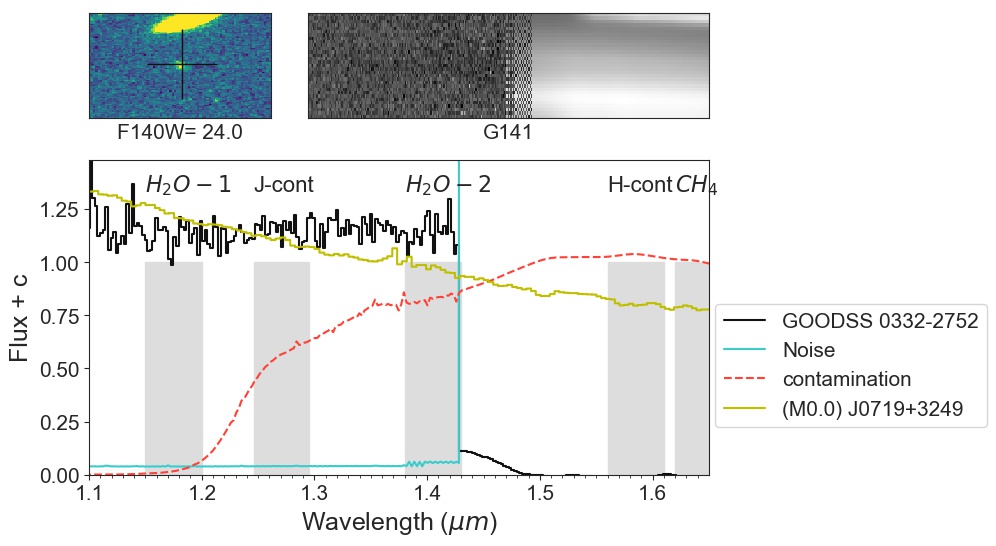 F140W= 24.0
G141
H₂O − 1 J-cont H₂O − 2 H-cont CH₄
1.25
1.00
0.75
0.50
0.25
0.00
Flux + c
1.1 1.2 1.3 1.4 1.5 1.6
Wavelength (μm)
GOODSS 0332-2752
Noise
contamination
(M0.0) J0719+3249